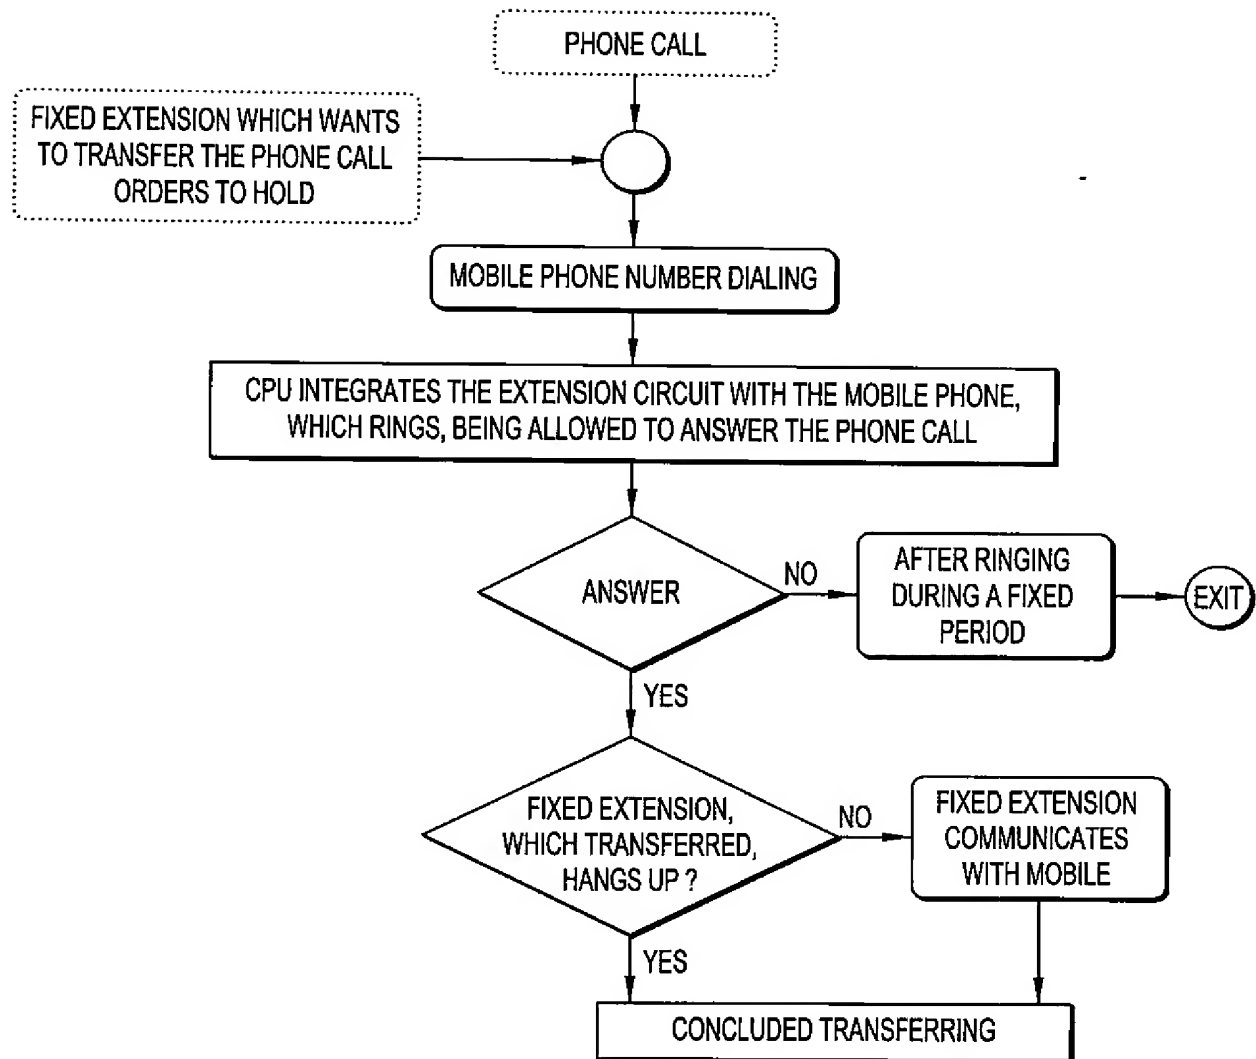 PHONE CALL
FIXED EXTENSION WHICH WANTS
TO TRANSFER THE PHONE CALL
ORDERS TO HOLD
MOBILE PHONE NUMBER DIALING
CPU INTEGRATES THE EXTENSION CIRCUIT WITH THE MOBILE PHONE,
WHICH RINGS, BEING ALLOWED TO ANSWER THE PHONE CALL
ANSWER
NO
AFTER RINGING
DURING A FIXED
PERIOD
EXIT
YES
FIXED EXTENSION,
WHICH TRANSFERRED,
HANGS UP ?
NO
FIXED EXTENSION
COMMUNICATES
WITH MOBILE
YES
CONCLUDED TRANSFERRING